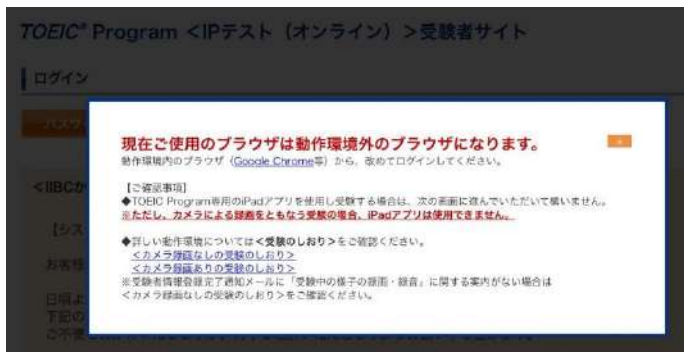 TOEIC® Program <IPテスト（オンライン）>受験者サイト
ログイン
パスワ
現在ご使用のブラウザは動作環境外のブラウザになります。
動作環境内のブラウザ（Google Chrome等）から、改めてログインしてください。
【ご確認事項】
◆TOEIC Program専用のiPadアプリを使用し受験する場合は、次の画面に進んでいただいて構いません。
※ただし、カメラによる録画をともなう受験の場合、iPadアプリは使用できません。
<IIBCか
◆詳しい動作環境については<受験のしおり>をご確認ください。
【シス
<カメラ録画なしの受験のしおり>
<カメラ録画ありの受験のしおり>
お客様
※受験者情報登録完了通知メールに「受験中の様子の録画・録音」に関する案内がない場合は
<カメラ録画なしの受験のしおり>をご確認ください。
日頃よ
下記の